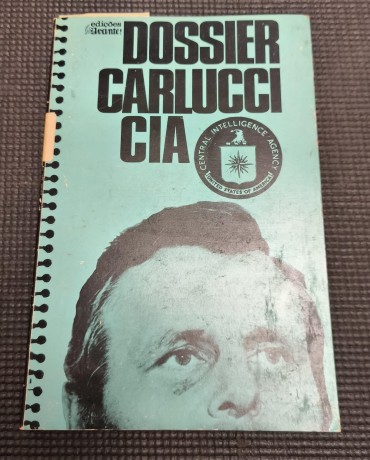 edições
Avante!
DOSSIER
CARLUCCI
CIA
CENTRAL INTELLIGENCE AGENCY
UNITED STATES OF AMERICA